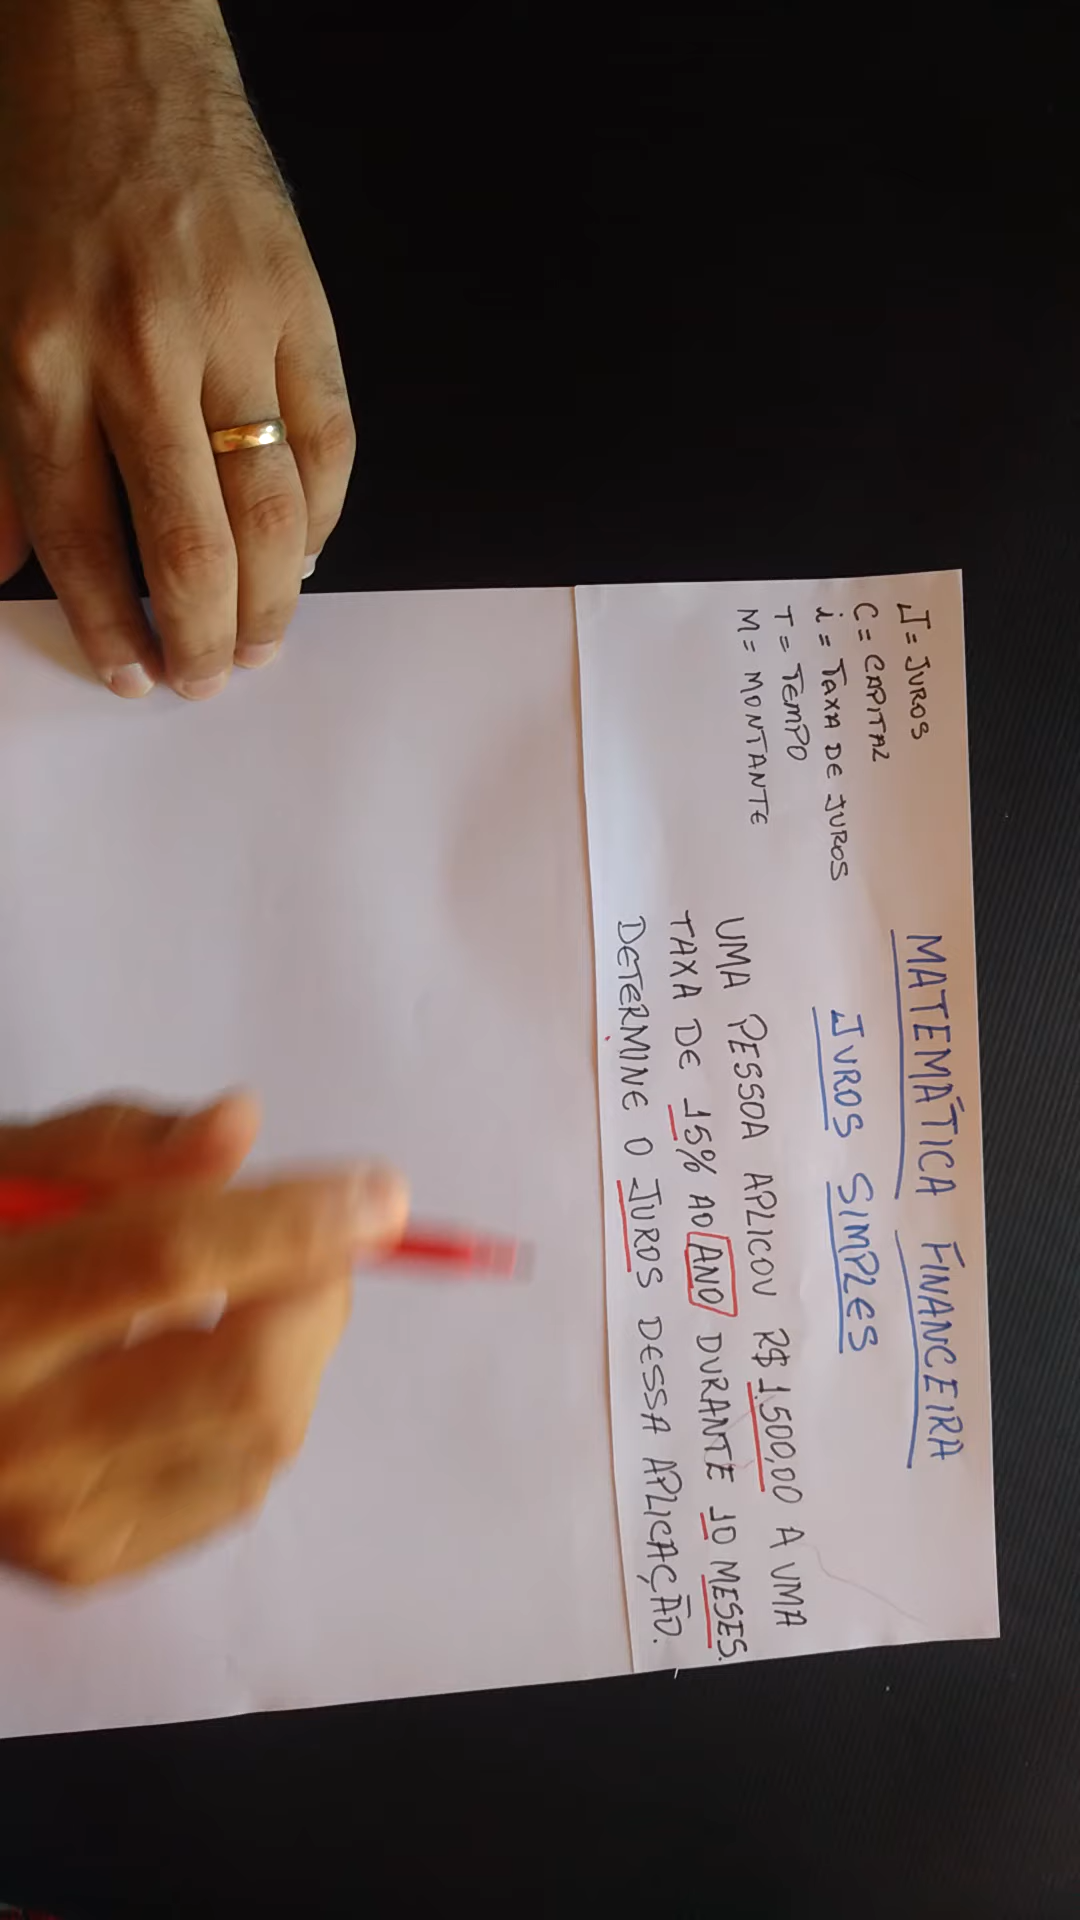 MATEMÁTICA FINANCEIRA
JUROS SIMPLES
J = JUROS
C = CAPITAL
i = TAXA DE JUROS
T = TEMPO
M = MONTANTE
UMA PESSOA APLICOU R$ 1.500,00 A UMA
TAXA DE 15% AO ANO DURANTE 10 MESES.
DETERMINE O JUROS DESSA APLICAÇÃO.